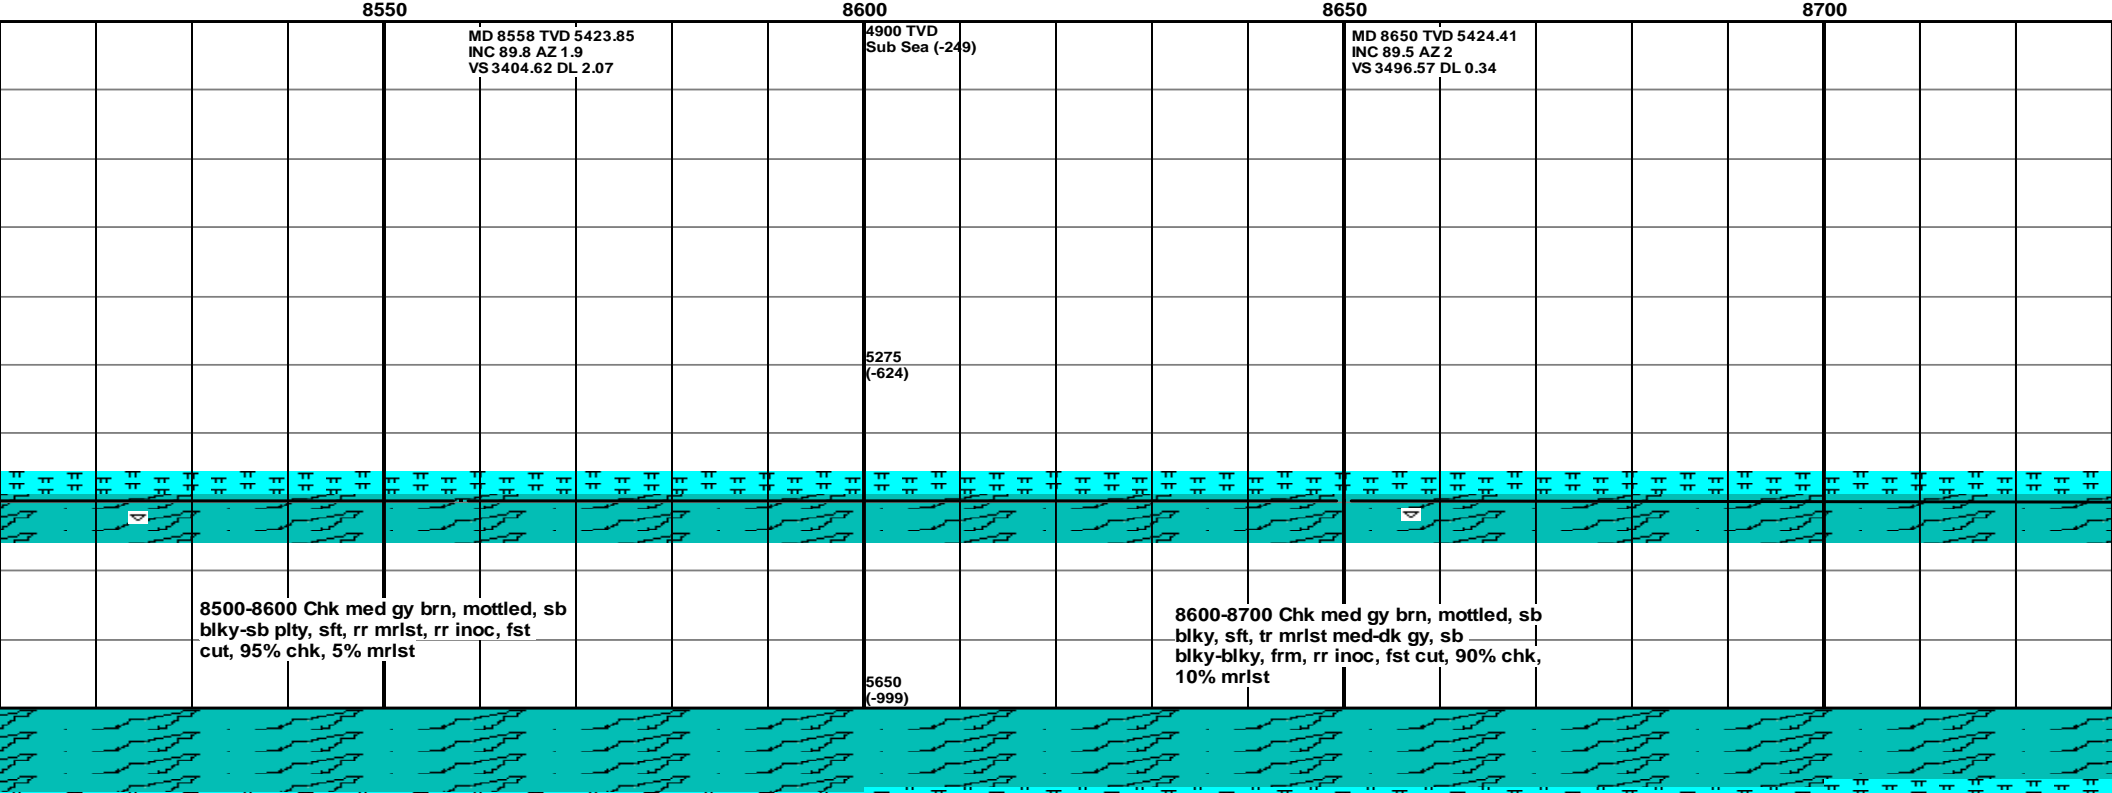 8550 8600 8650 8700
MD 8558 TVD 5423.85
INC 89.8 AZ 1.9
VS 3404.62 DL 2.07
4900 TVD
Sub Sea (-249)
MD 8650 TVD 5424.41
INC 89.5 AZ 2
VS 3496.57 DL 0.34
5275
(-624)
8500-8600 Chk med gy brn, mottled, sb
blky-sb plty, sft, rr mrlst, rr inoc, fst
cut, 95% chk, 5% mrlst
8600-8700 Chk med gy brn, mottled, sb
blky, sft, tr mrlst med-dk gy, sb
blky-blky, frm, rr inoc, fst cut, 90% chk,
10% mrlst
5650
(-999)